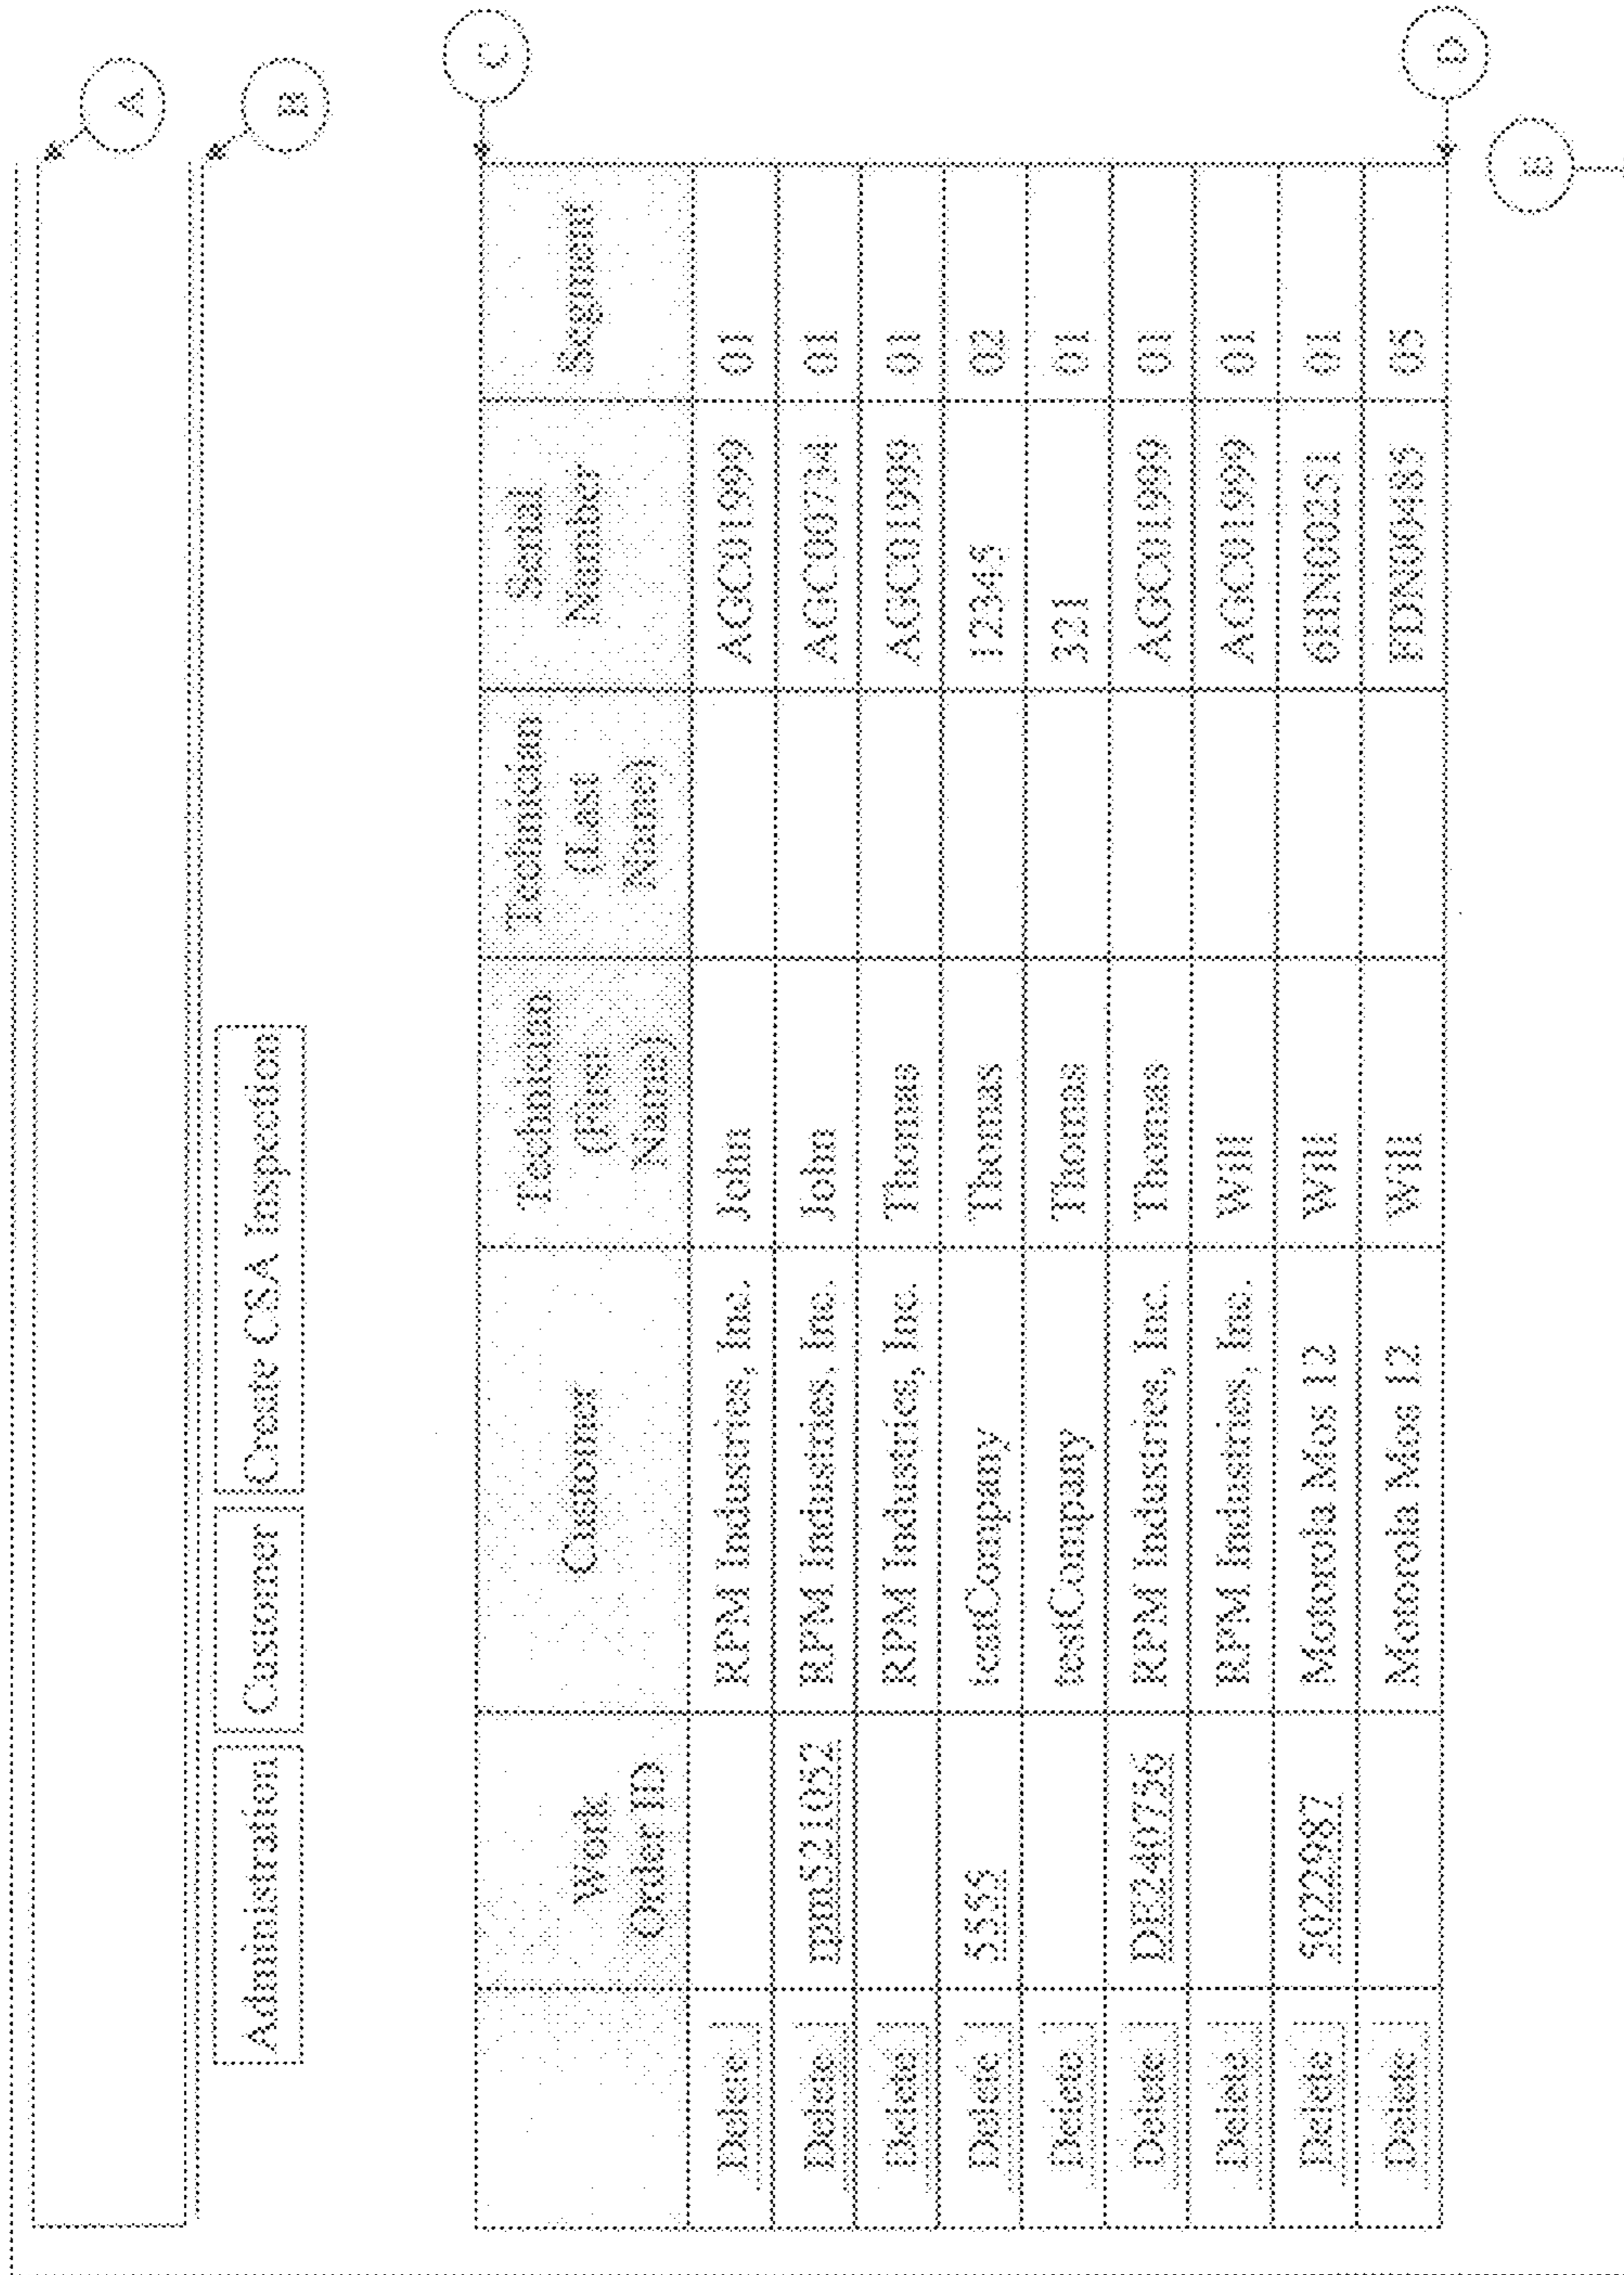 A
B
Administration Customer Create CSA Inspection
C
Work Order ID Customer Technician (First Name) Technician (Last Name) Serial Number Segment
Delete RPM Industries, Inc. John AGC01999 01
Delete mmS21052 RPM Industries, Inc. John AGC00734 01
Delete RPM Industries, Inc. Thomas AGC01999 01
Delete 5555 testCompany Thomas 12345 02
Delete testCompany Thomas 321 01
Delete DE240736 RPM Industries, Inc. Thomas AGC01999 01
Delete RPM Industries, Inc. Will AGC01999 01
Delete S022987 Motorola Mos 12 Will 01
Delete Motorola Mos 12 Will 05
D
E